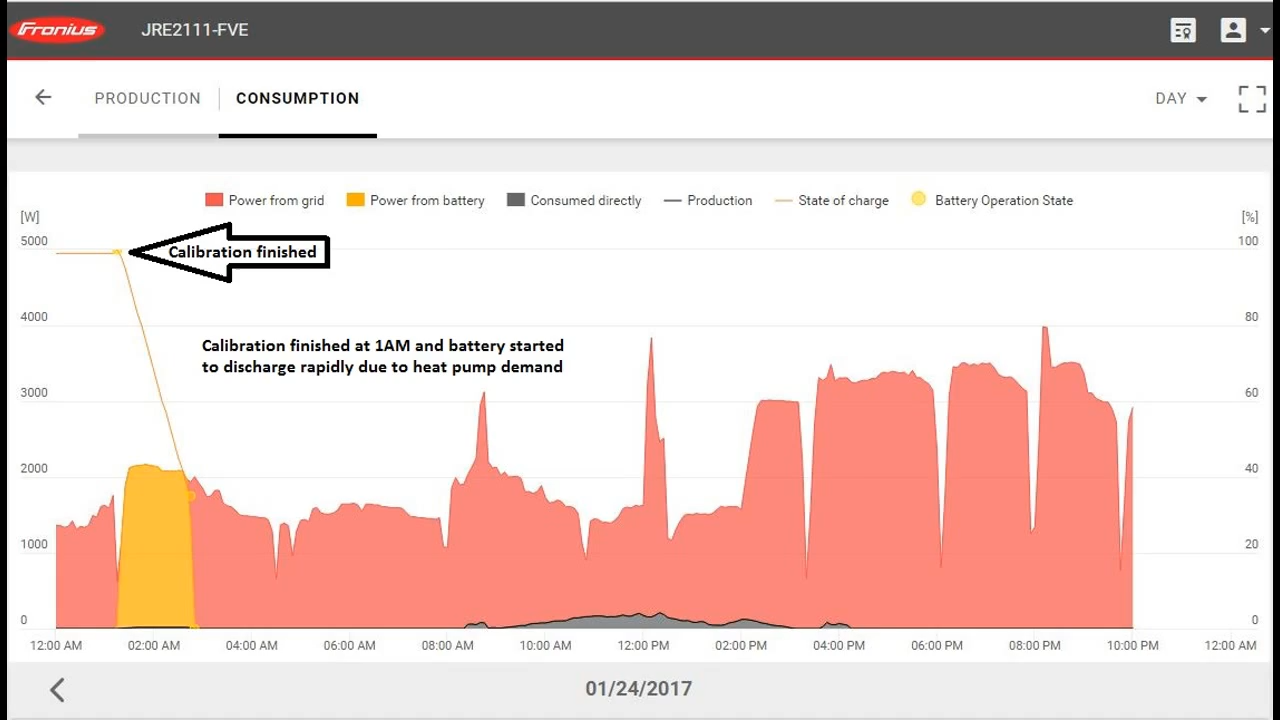 Fronius
JRE2111-FVE
PRODUCTION
CONSUMPTION
DAY
Power from grid
Power from battery
Consumed directly
Production
State of charge
Battery Operation State
[W]
[%]
5000
4000
3000
2000
1000
0
100
80
60
40
20
0
Calibration finished
Calibration finished at 1AM and battery started
to discharge rapidly due to heat pump demand
12:00 AM
02:00 AM
04:00 AM
06:00 AM
08:00 AM
10:00 AM
12:00 PM
02:00 PM
04:00 PM
06:00 PM
08:00 PM
10:00 PM
12:00 AM
01/24/2017